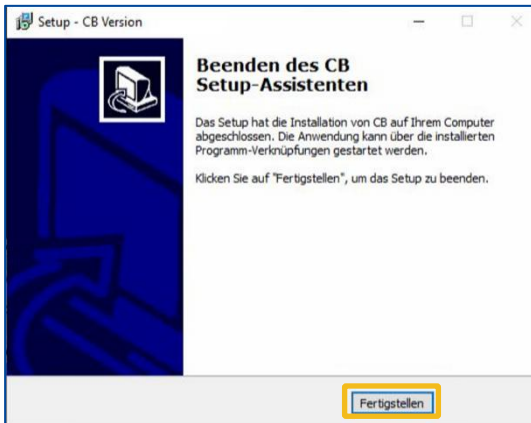 Setup - CB Version
Beenden des CB
Setup-Assistenten
Das Setup hat die Installation von CB auf Ihrem Computer
abgeschlossen. Die Anwendung kann über die installierten
Programm-Verknüpfungen gestartet werden.
Klicken Sie auf "Fertigstellen", um das Setup zu beenden.
Fertigstellen